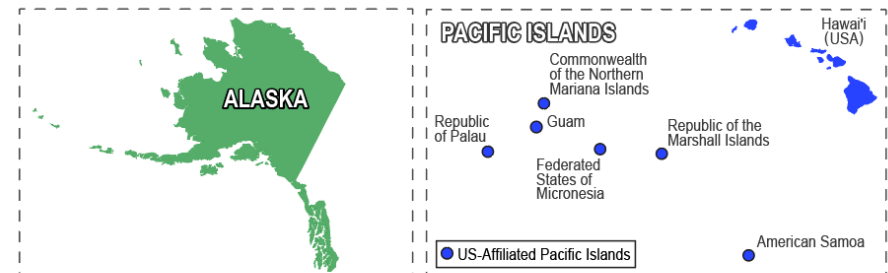 ALASKA
PACIFIC ISLANDS
Hawai'i
(USA)
Commonwealth
of the Northern
Mariana Islands
Republic
of Palau
Guam
Federated
States of
Micronesia
Republic of the
Marshall Islands
American Samoa
US-Affiliated Pacific Islands